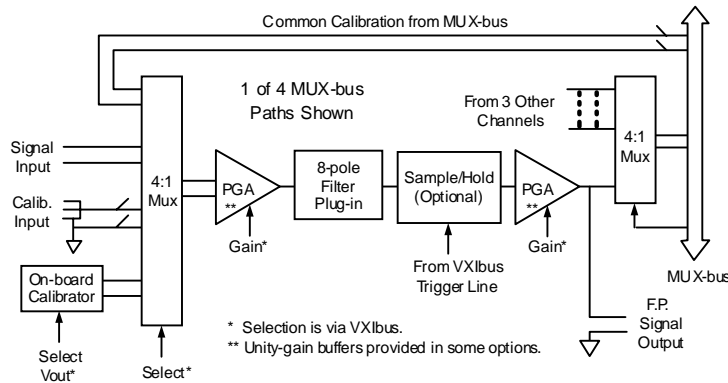 Common Calibration from MUX-bus
1 of 4 MUX-bus
Paths Shown
From 3 Other
Channels
4:1
Mux
Signal
Input
4:1
Mux
PGA
**
8-pole
Filter
Plug-in
Sample/Hold
(Optional)
PGA
**
Calib.
Input
Gain*
Gain*
From VXIbus
Trigger Line
MUX-bus
On-board
Calibrator
F.P.
Signal
Output
Select
Vout*
Select*
* Selection is via VXIbus.
** Unity-gain buffers provided in some options.